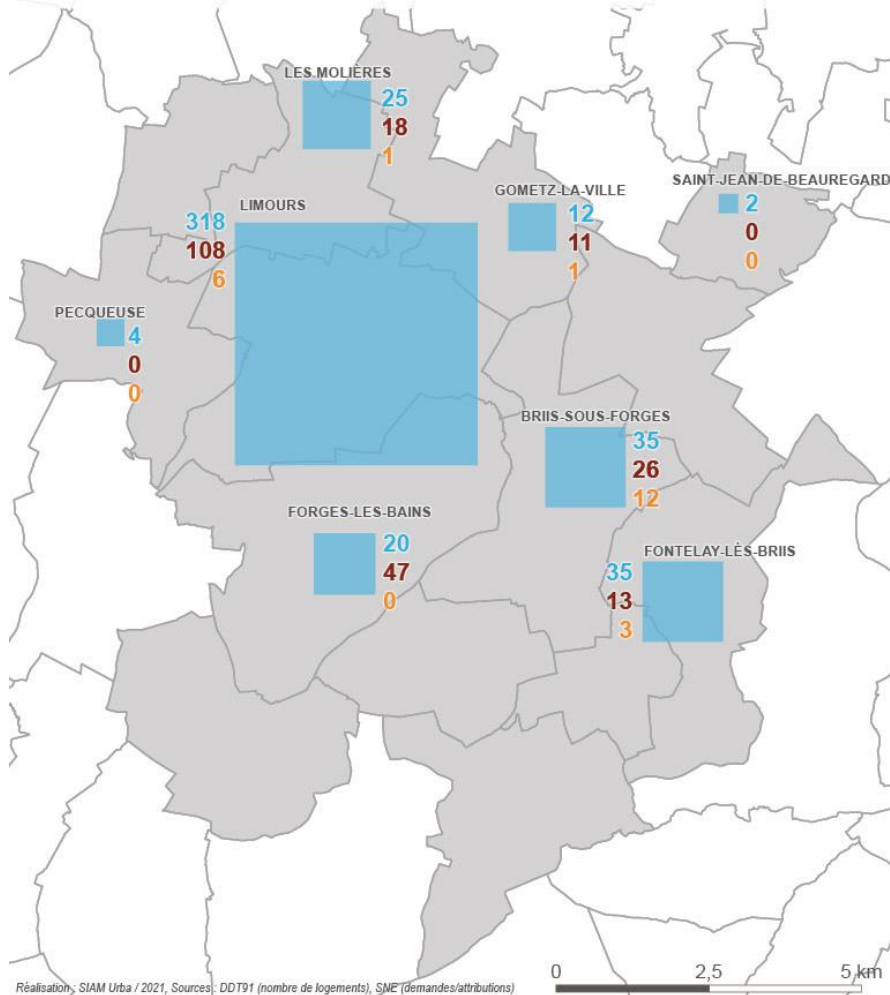 LES MOLIÈRES
25
18
1
SAINT-JEAN-DE-BEAUREGARD
2
0
0
GOMETZ-LA-VILLE
12
11
1
LIMOURS
318
108
6
PECQUEUSE
4
0
0
BRIIS-SOUS-FORGES
35
26
12
FORGES-LES-BAINS
20
47
0
FONTELAY-LÈS-BRIIS
35
13
3
0 2,5 5 km
Réalisation : SIAM Urba / 2021, Sources : DDT91 (nombre de logements), SNE (demandes/attributions)